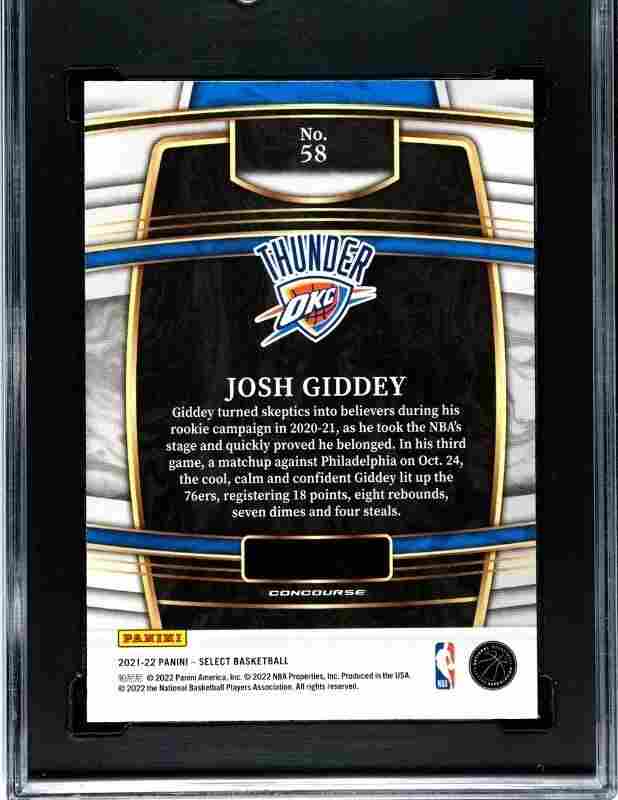 No.
58
THUNDER
OKC
JOSH GIDDEY
Giddey turned skeptics into believers during his
rookie campaign in 2020-21, as he took the NBA's
stage and quickly proved he belonged. In his third
game, a matchup against Philadelphia on Oct. 24,
the cool, calm and confident Giddey lit up the
76ers, registering 18 points, eight rebounds,
seven dimes and four steals.
CONCOURSE
PANINI
2021-22 PANINI - SELECT BASKETBALL
© 2022 Panini America, Inc. © 2022 NBA Properties, Inc. Produced in the USA.
© 2022 the National Basketball Players Association. All rights reserved.
NBA